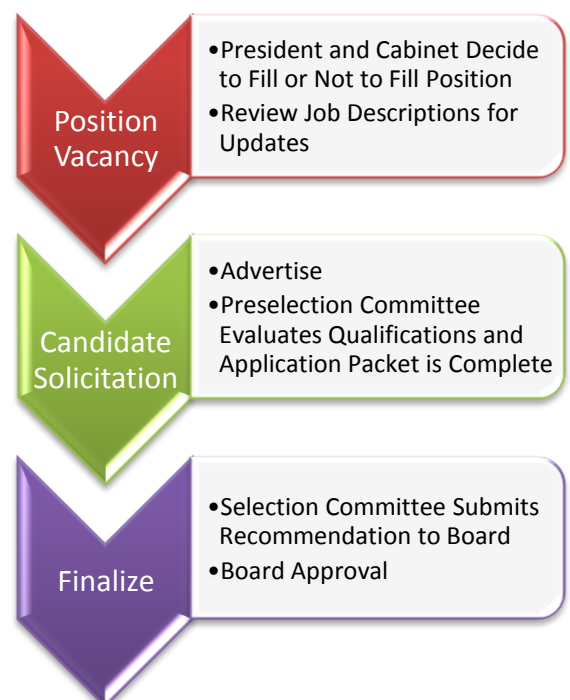 Position
Vacancy
•President and Cabinet Decide
to Fill or Not to Fill Position
•Review Job Descriptions for
Updates
Candidate
Solicitation
•Advertise
•Preselection Committee
Evaluates Qualifications and
Application Packet is Complete
Finalize
•Selection Committee Submits
Recommendation to Board
•Board Approval